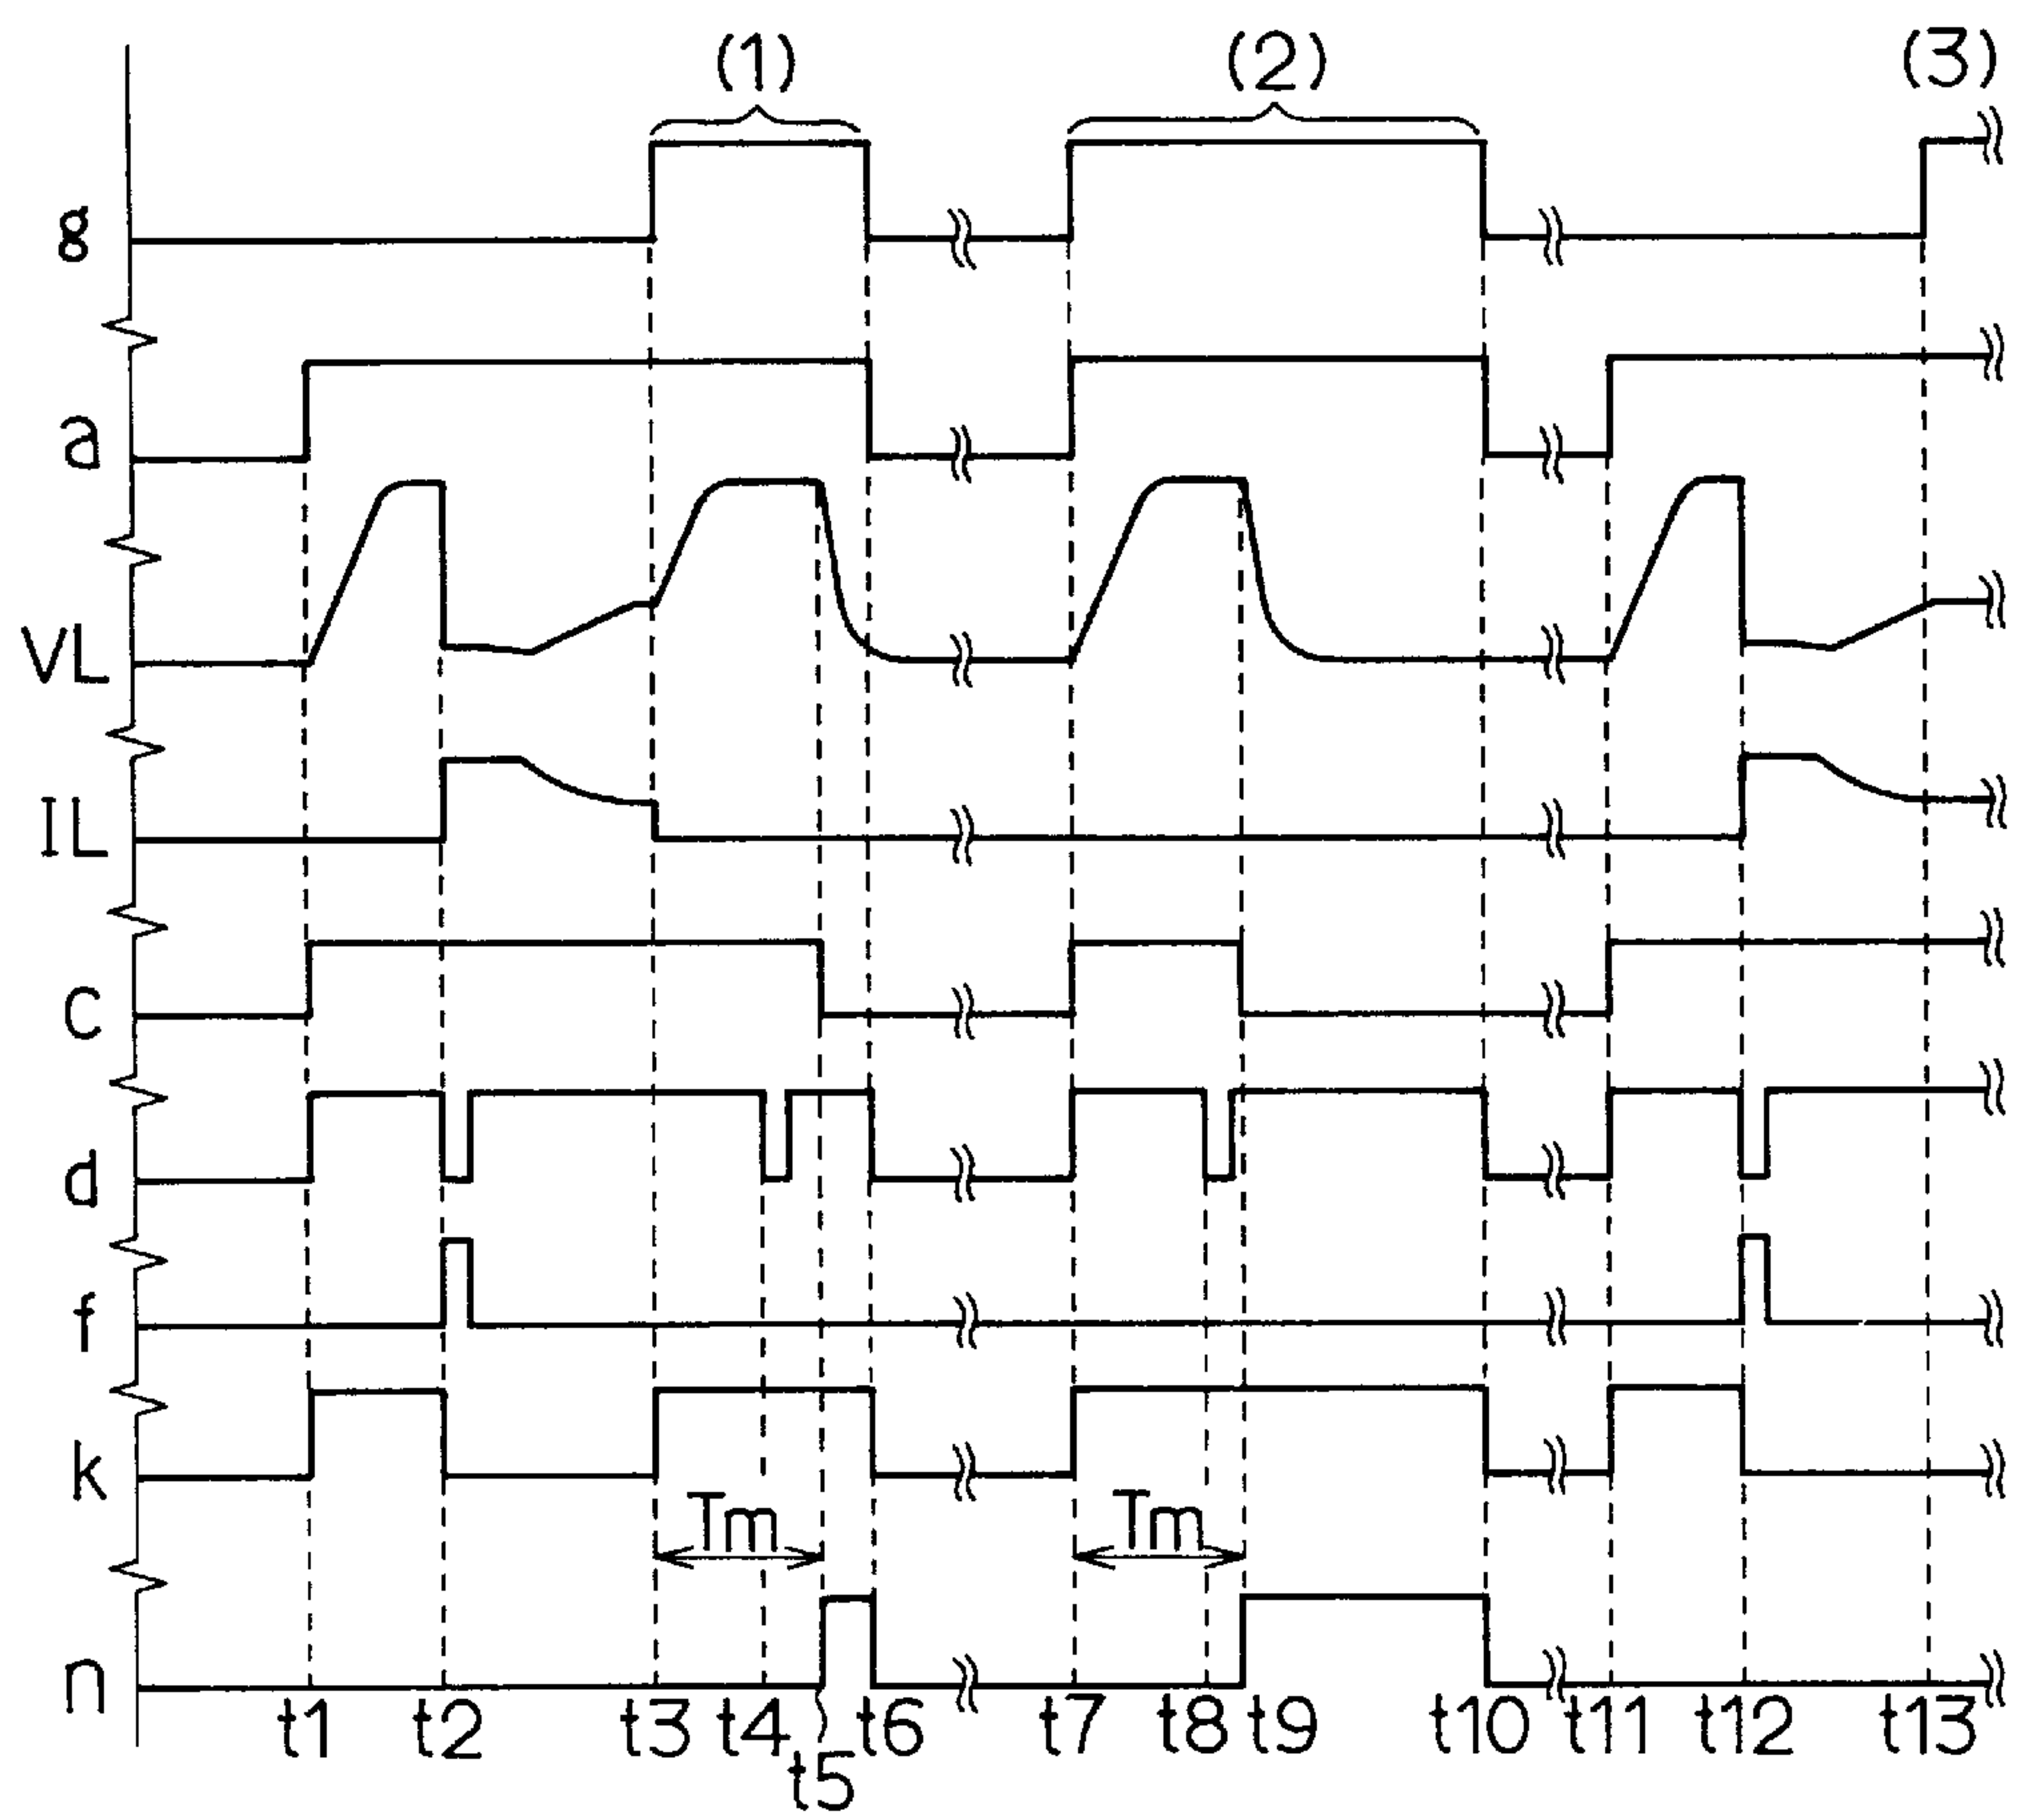 (1) (2) (3)
g
a
VL
IL
C
d
f
k
Tm Tm
n
t1 t2 t3 t4 t6 t7 t8 t9 t10 t11 t12 t13
t5